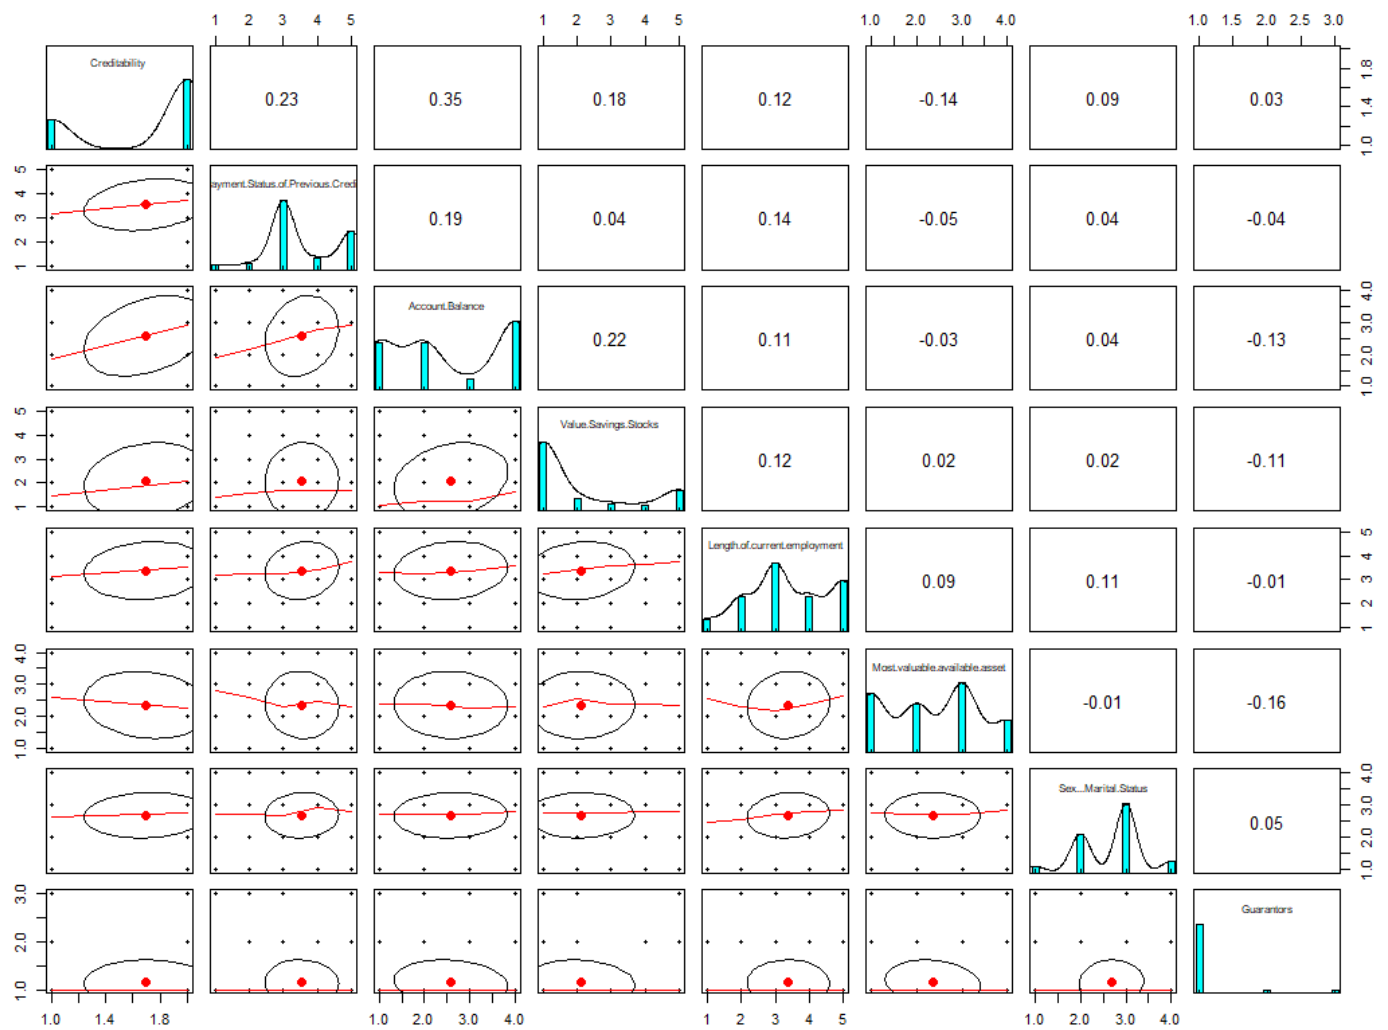 1 2 3 4 5 1 2 3 4 5 1.0 2.0 3.0 4.0 1.0 1.5 2.0 2.5 3.0
Creditability 0.23 0.35 0.18 0.12 -0.14 0.09 0.03 1.0 1.4 1.8
1 2 3 4 5 ayment.Status.of.Previous.Credi 0.19 0.04 0.14 -0.05 0.04 -0.04
Account.Balance 0.22 0.11 -0.03 0.04 -0.13 1.0 2.0 3.0 4.0
1 2 3 4 5 Value.Savings.Stocks 0.12 0.02 0.02 -0.11
Length.of.current.employment 0.09 0.11 -0.01 1 2 3 4 5
1.0 2.0 3.0 4.0 Most.valuable.available.asset -0.01 -0.16
Sex...Marital.Status 0.05 1.0 2.0 3.0 4.0
1.0 2.0 3.0 Guarantors
1.0 1.4 1.8 1.0 2.0 3.0 4.0 1 2 3 4 5 1.0 2.0 3.0 4.0